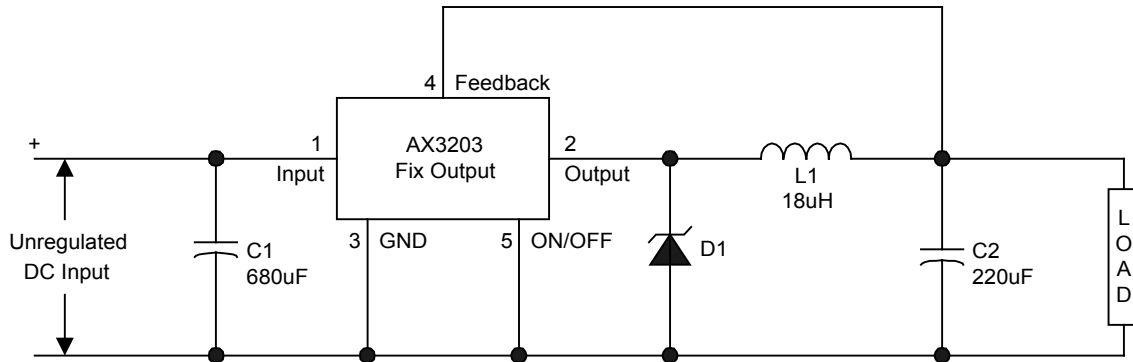 4 Feedback
+
1
Input
AX3203
Fix Output
2
Output
L1
18uH
Unregulated
DC Input
C1
680uF
3 GND
5 ON/OFF
D1
C2
220uF
LOAD